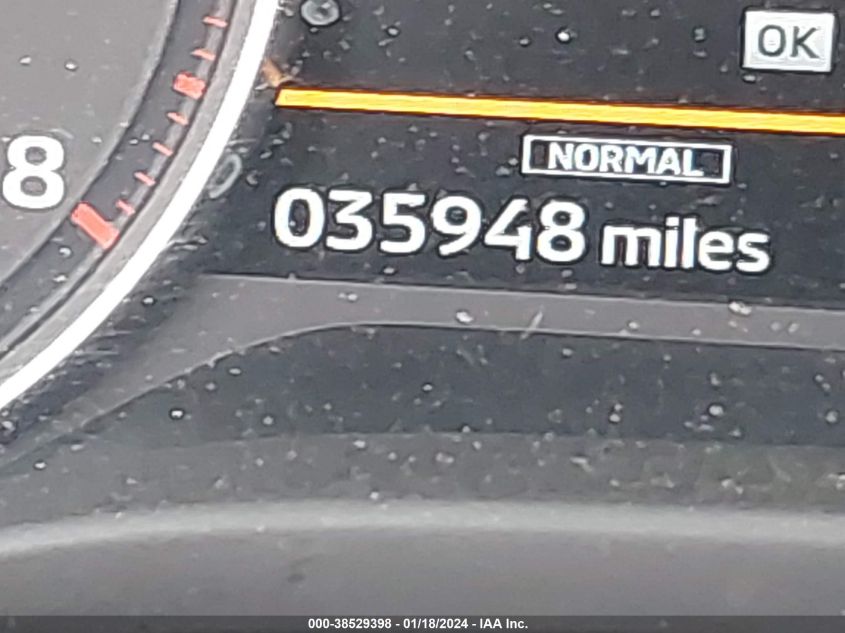 OK
NORMAL
8
035948 miles
000-38529398 - 01/18/2024 - IAA Inc.